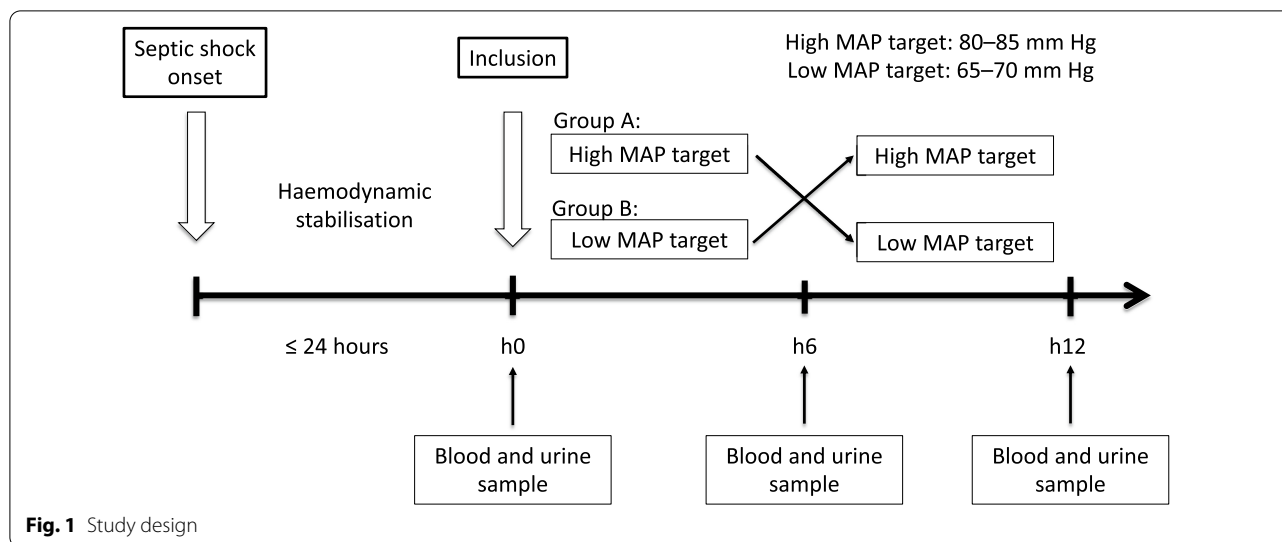 Septic shock
onset
Inclusion
High MAP target: 80–85 mm Hg
Low MAP target: 65–70 mm Hg
Haemodynamic
stabilisation
Group A:
High MAP target
Group B:
Low MAP target
High MAP target
Low MAP target
≤ 24 hours
h0
h6
h12
Blood and urine
sample
Blood and urine
sample
Blood and urine
sample
Fig. 1 Study design